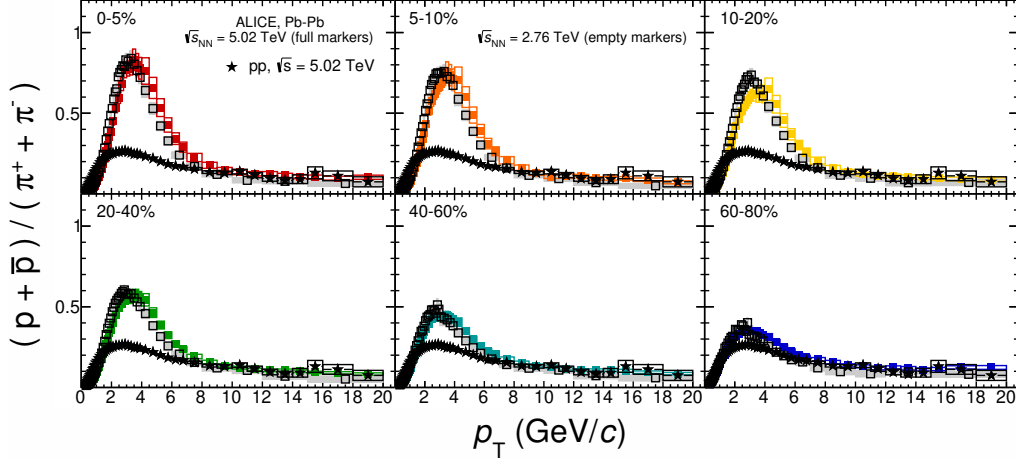 0-5%
ALICE, Pb-Pb
√s_NN = 5.02 TeV (full markers)
★ pp, √s = 5.02 TeV
5-10%
√s_NN = 2.76 TeV (empty markers)
10-20%
1
0.5
20-40%
40-60%
60-80%
1
0.5
(p + p̅) / (π⁺ + π⁻)
0 2 4 6 8 10 12 14 16 18 20
2 4 6 8 10 12 14 16 18 20
2 4 6 8 10 12 14 16 18 20
p_T (GeV/c)